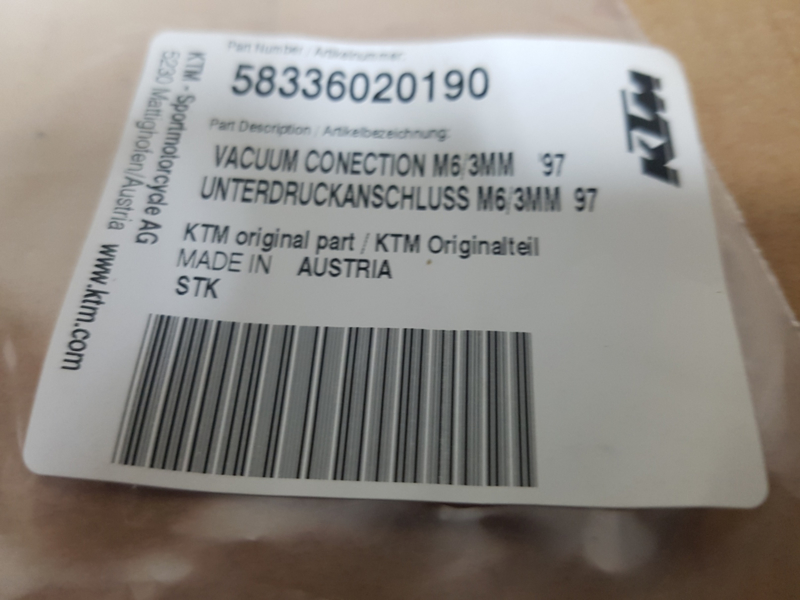 Part Number / Artikelnummer:
58336020190
Part Description / Artikelbezeichnung:
VACUUM CONECTION M6/3MM '97
UNTERDRUCKANSCHLUSS M6/3MM 97
KTM original part / KTM Originalteil
MADE IN AUSTRIA
STK
KTM - Sportmotorcycle AG
5230 Mattighofen/Austria www.ktm.com
KTM